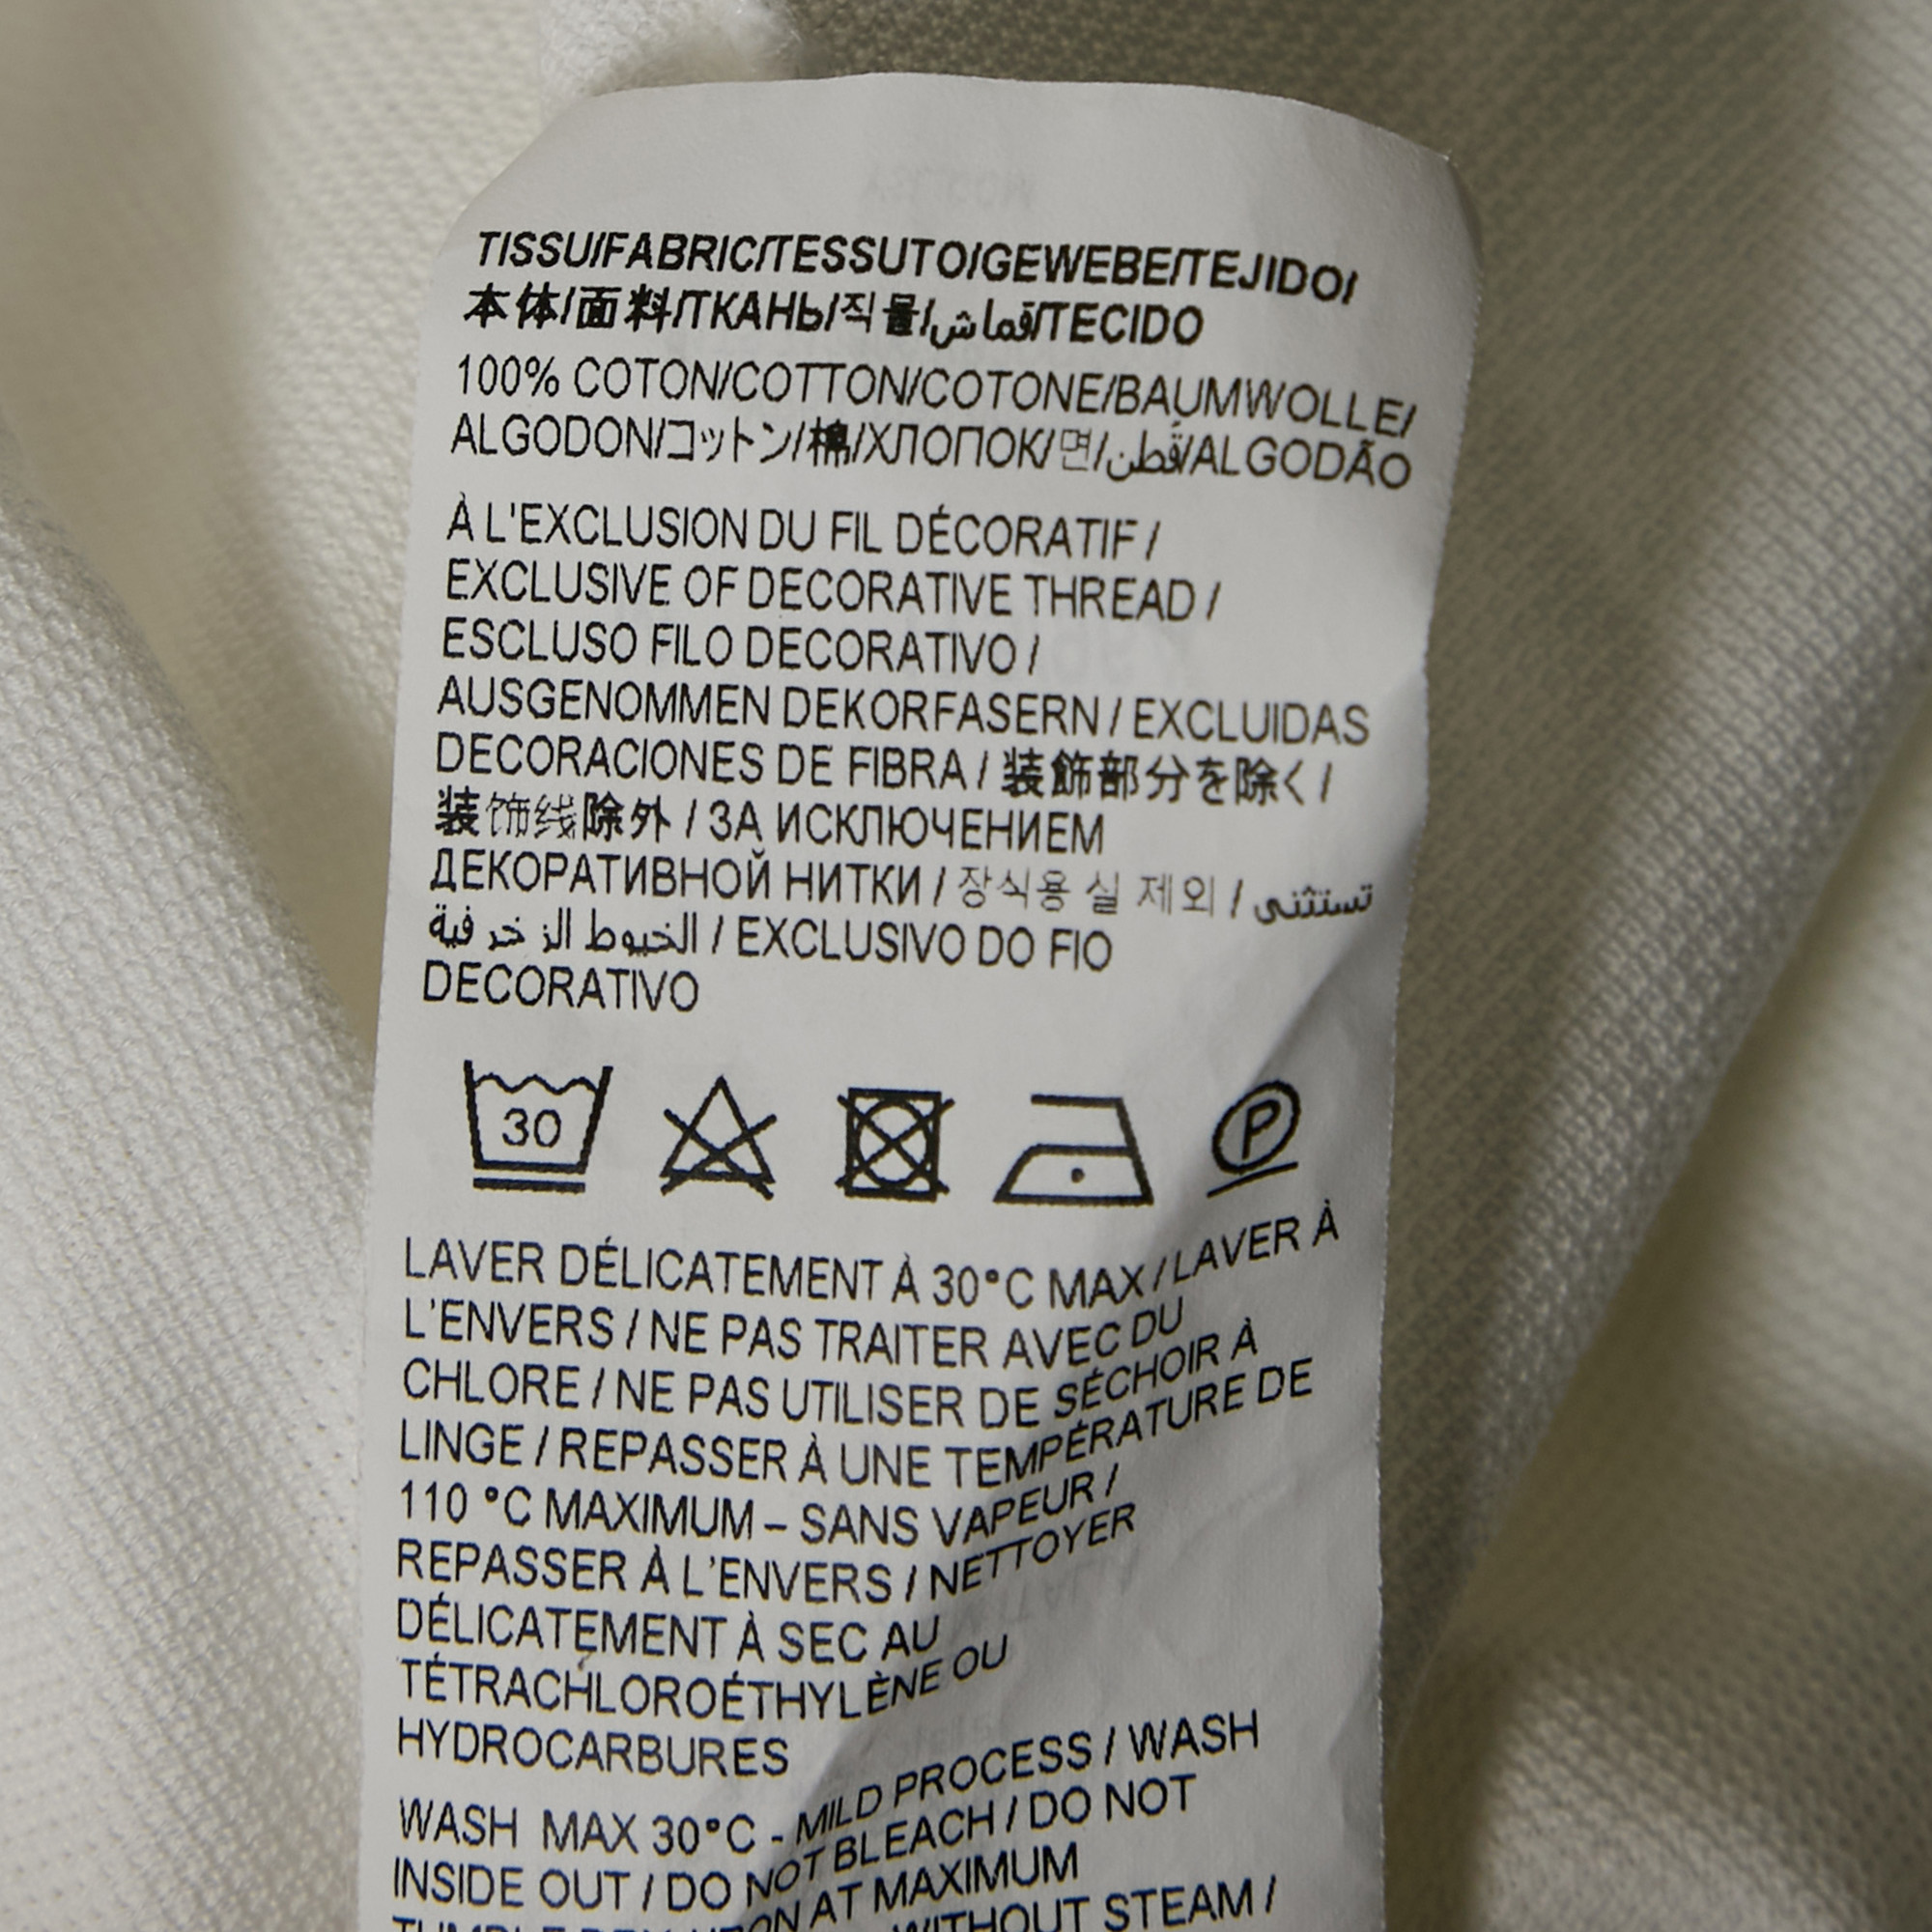 TISSU/FABRIC/TESSUTO/GEWEBE/TEJIDO/
本体/面料/ТКАНЬ/직물/قماش/TECIDO
100% COTON/COTTON/COTONE/BAUMWOLLE/
ALGODON/コットン/棉/ХЛОПОК/면/قطن/ALGODÃO
À L'EXCLUSION DU FIL DÉCORATIF /
EXCLUSIVE OF DECORATIVE THREAD /
ESCLUSO FILO DECORATIVO /
AUSGENOMMEN DEKORFASERN / EXCLUIDAS
DECORACIONES DE FIBRA / 装飾部分を除く /
装饰线除外 / ЗА ИСКЛЮЧЕНИЕМ
ДЕКОРАТИВНОЙ НИТКИ / 장식용 실 제외 / تستثنى
الخيوط الزخرفية / EXCLUSIVO DO FIO
DECORATIVO
30 P
LAVER DÉLICATEMENT À 30°C MAX / LAVER À
L'ENVERS / NE PAS TRAITER AVEC DU
CHLORE / NE PAS UTILISER DE SÉCHOIR À
LINGE / REPASSER À UNE TEMPÉRATURE DE
110 °C MAXIMUM – SANS VAPEUR /
REPASSER À L'ENVERS / NETTOYER
DÉLICATEMENT À SEC AU
TÉTRACHLOROÉTHYLÈNE OU
HYDROCARBURES
WASH MAX 30°C - MILD PROCESS / WASH
INSIDE OUT / DO NOT BLEACH / DO NOT
AT MAXIMUM
WITHOUT STEAM /